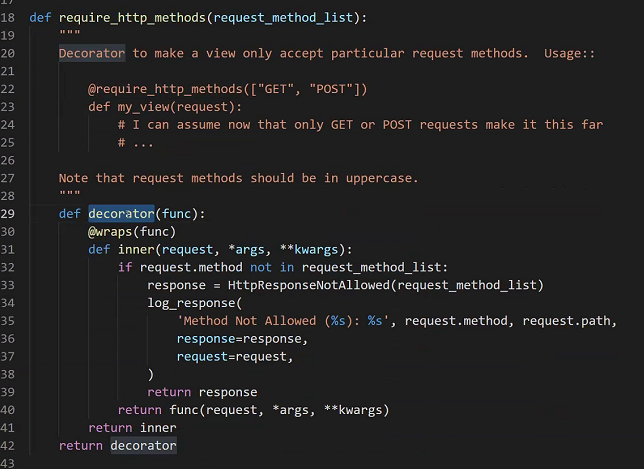 17
18 def require_http_methods(request_method_list):
19     """
20     Decorator to make a view only accept particular request methods.  Usage::
21
22         @require_http_methods(["GET", "POST"])
23         def my_view(request):
24             # I can assume now that only GET or POST requests make it this far
25             # ...
26
27     Note that request methods should be in uppercase.
28     """
29     def decorator(func):
30         @wraps(func)
31         def inner(request, *args, **kwargs):
32             if request.method not in request_method_list:
33                 response = HttpResponseNotAllowed(request_method_list)
34                 log_response(
35                     'Method Not Allowed (%s): %s', request.method, request.path,
36                     response=response,
37                     request=request,
38                 )
39                 return response
40             return func(request, *args, **kwargs)
41         return inner
42     return decorator
43